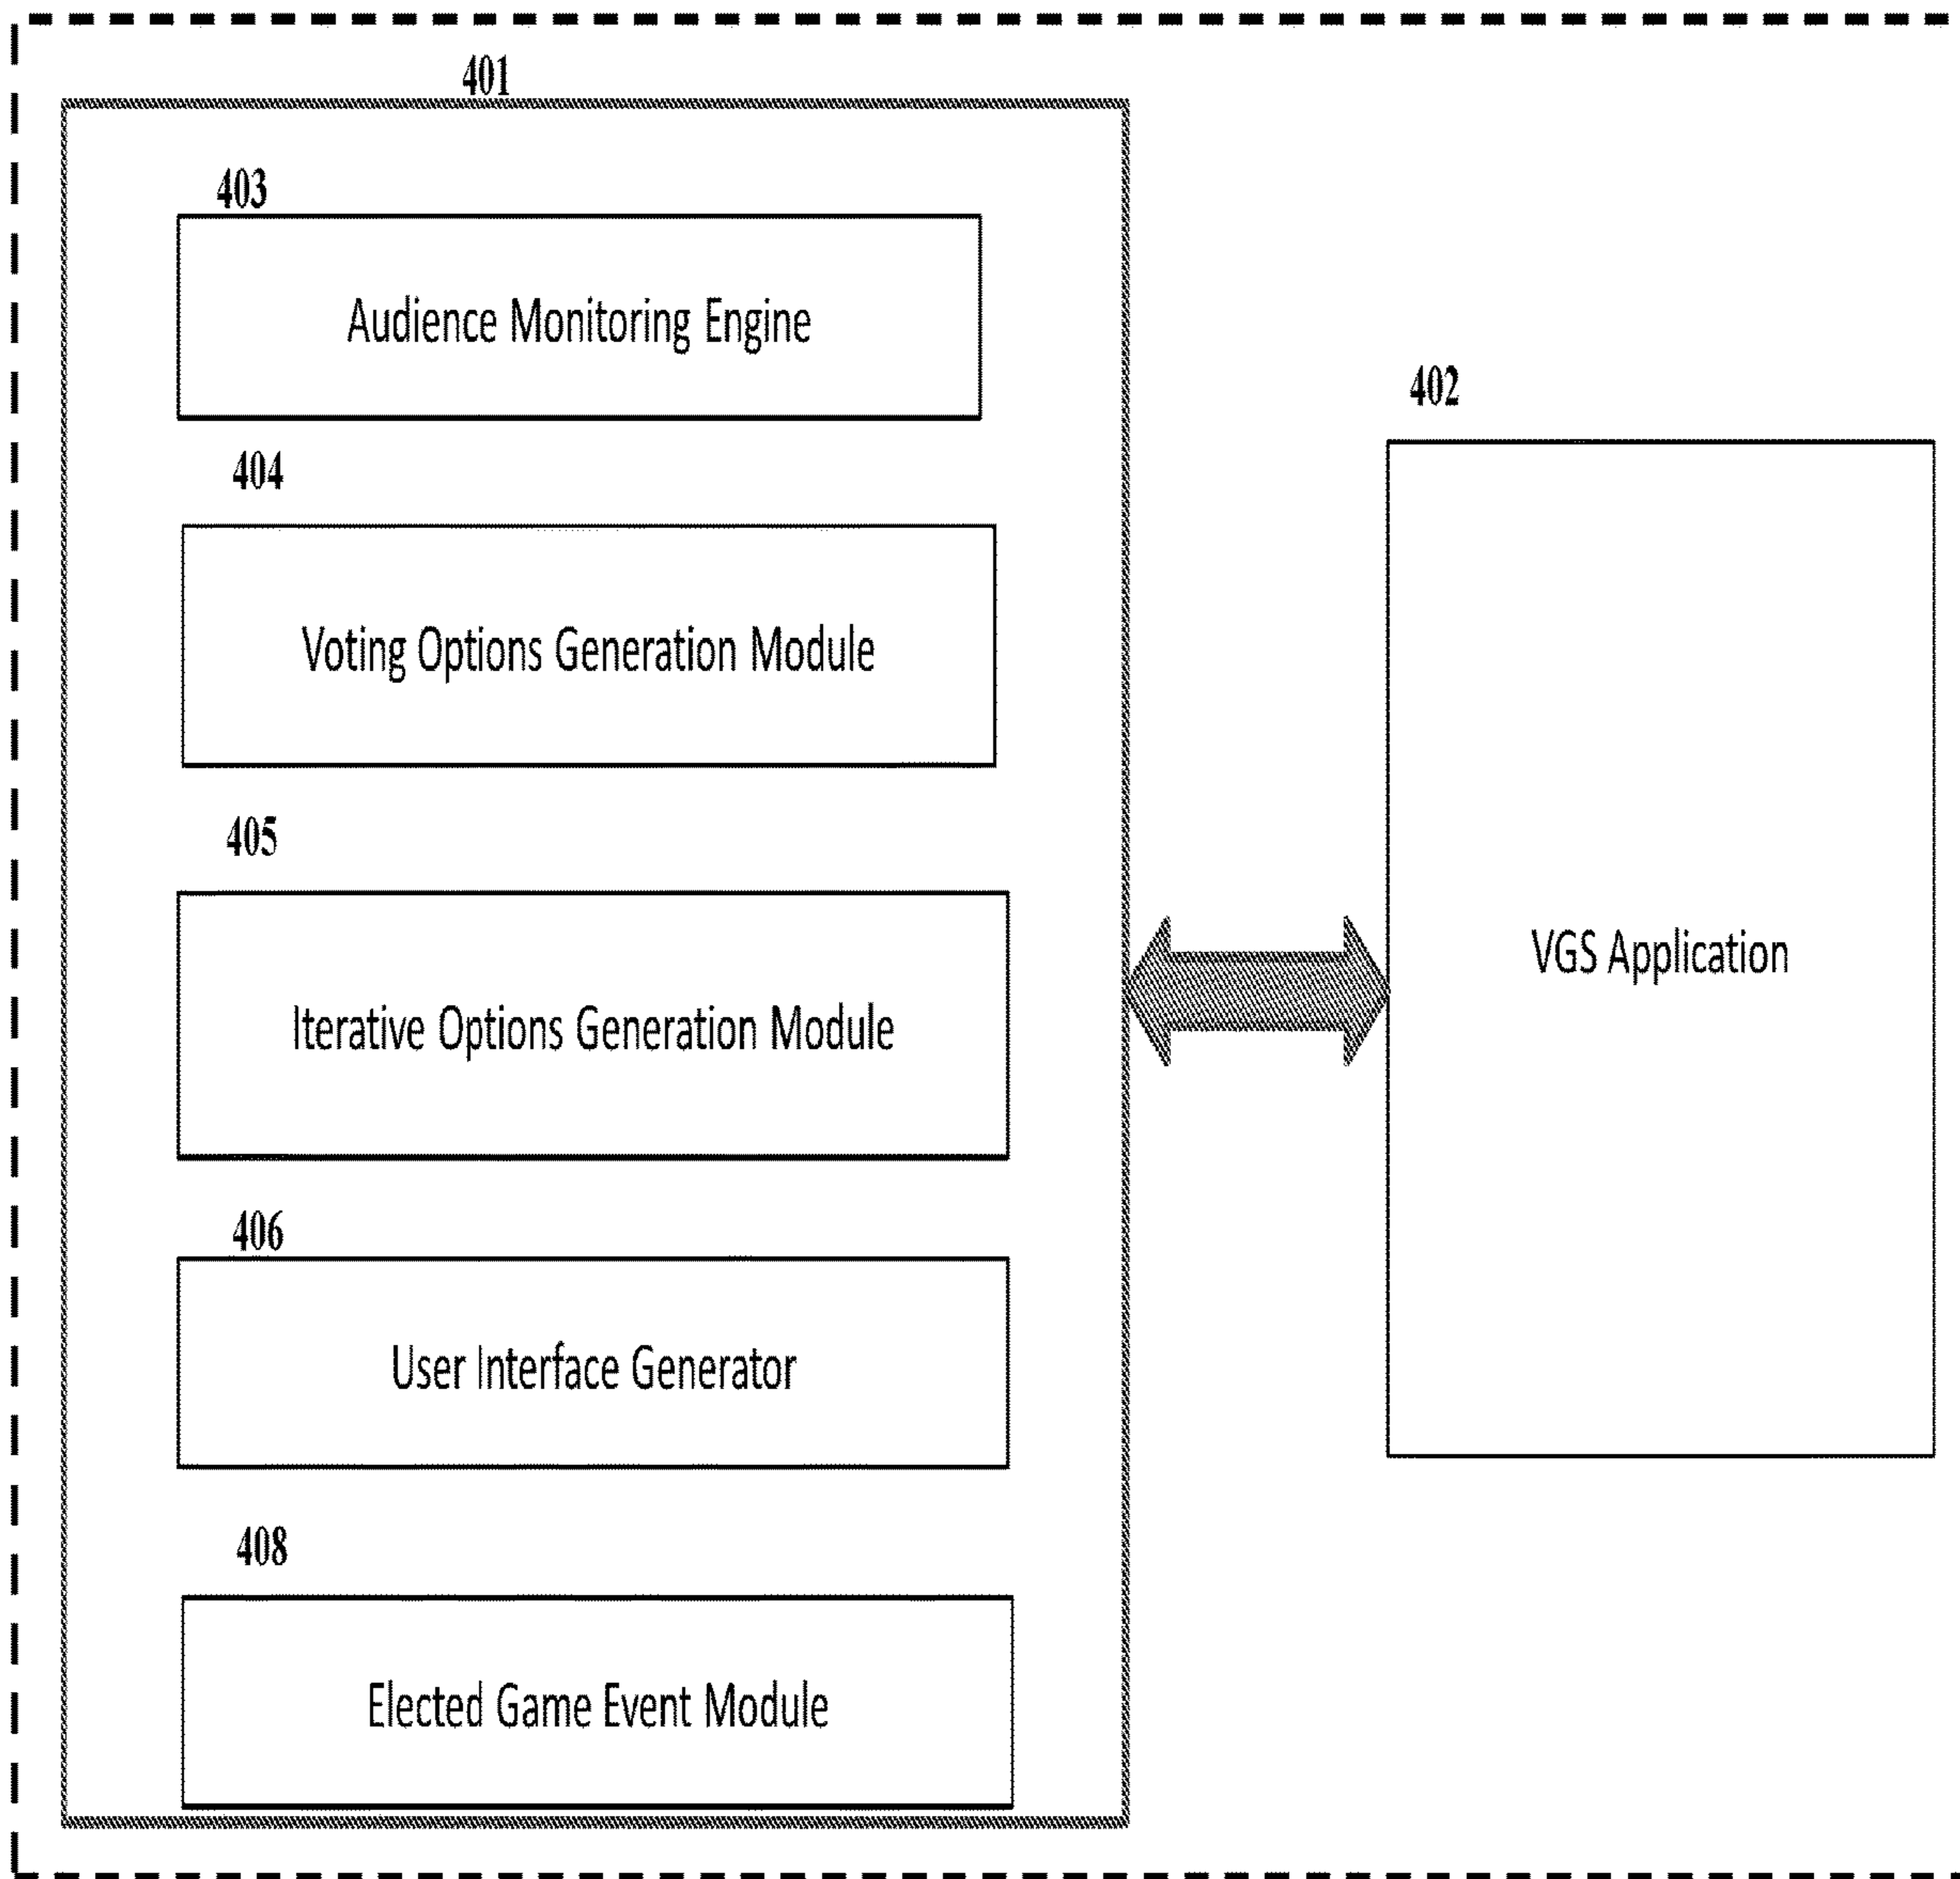 401
403
Audience Monitoring Engine
404
Voting Options Generation Module
405
Iterative Options Generation Module
406
User Interface Generator
408
Elected Game Event Module
402
VGS Application